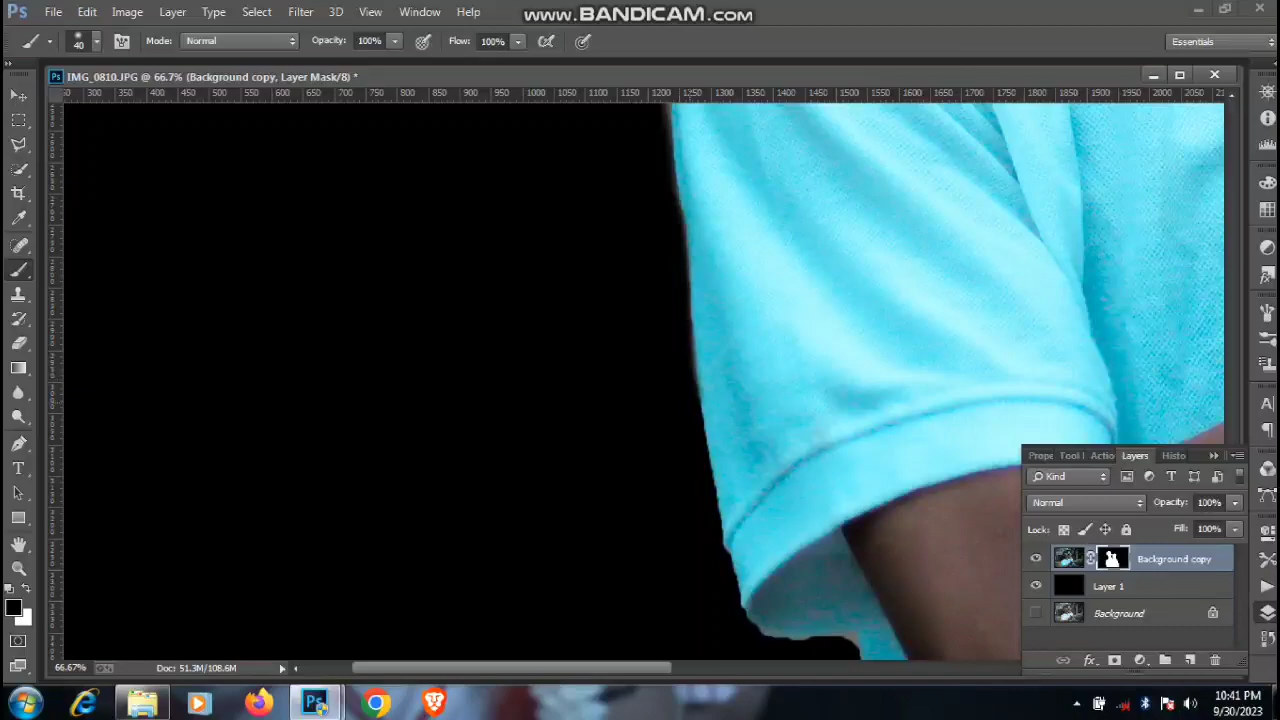 Ps File Edit Image Layer Type Select Filter 3D View Window Help
www.BANDICAM.com
40 Mode: Normal Opacity: 100% Flow: 100% Essentials
Ps IMG_0810.JPG @ 66.7% (Background copy, Layer Mask/8) *
300 350 400 450 500 550 600 650 700 750 800 850 900 950 1000 1050 1100 1150 1200 1250 1300 1350 1400 1450 1500 1550 1600 1650 1700 1750 1800 1850 1900 1950 2000 2050
Prope Tool Actio Layers Histo
Kind
Normal Opacity: 100%
Lock: Fill: 100%
Background copy
Layer 1
Background
66.67% Doc: 51.3M/108.6M
10:41 PM
9/30/2023